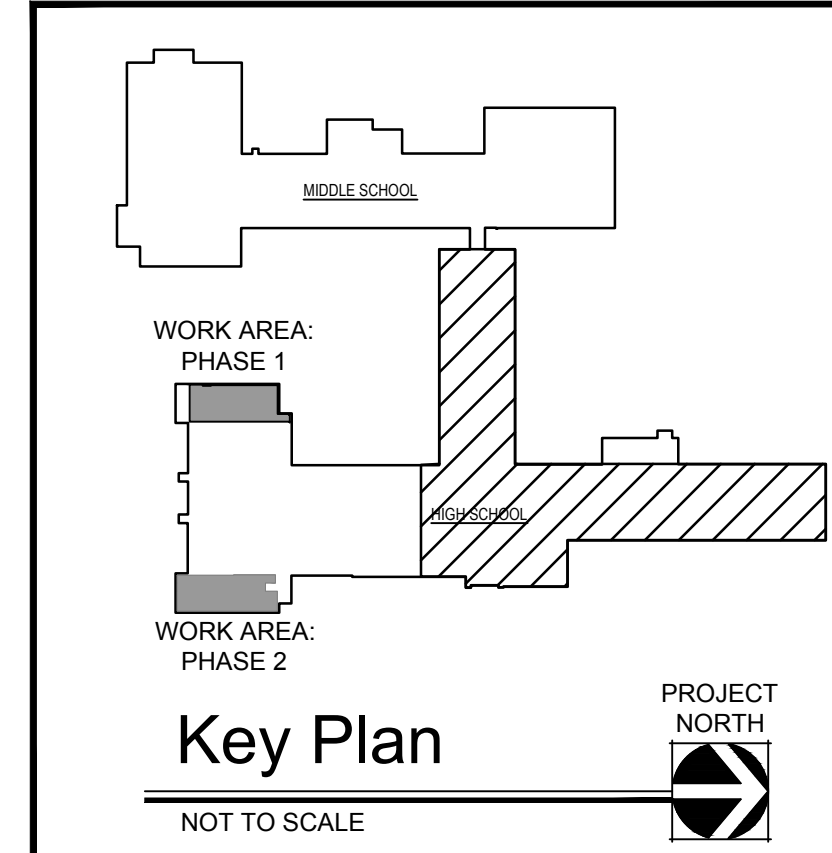 MIDDLE SCHOOL
WORK AREA:
PHASE 1
HIGH SCHOOL
WORK AREA:
PHASE 2
Key Plan
NOT TO SCALE
PROJECT
NORTH